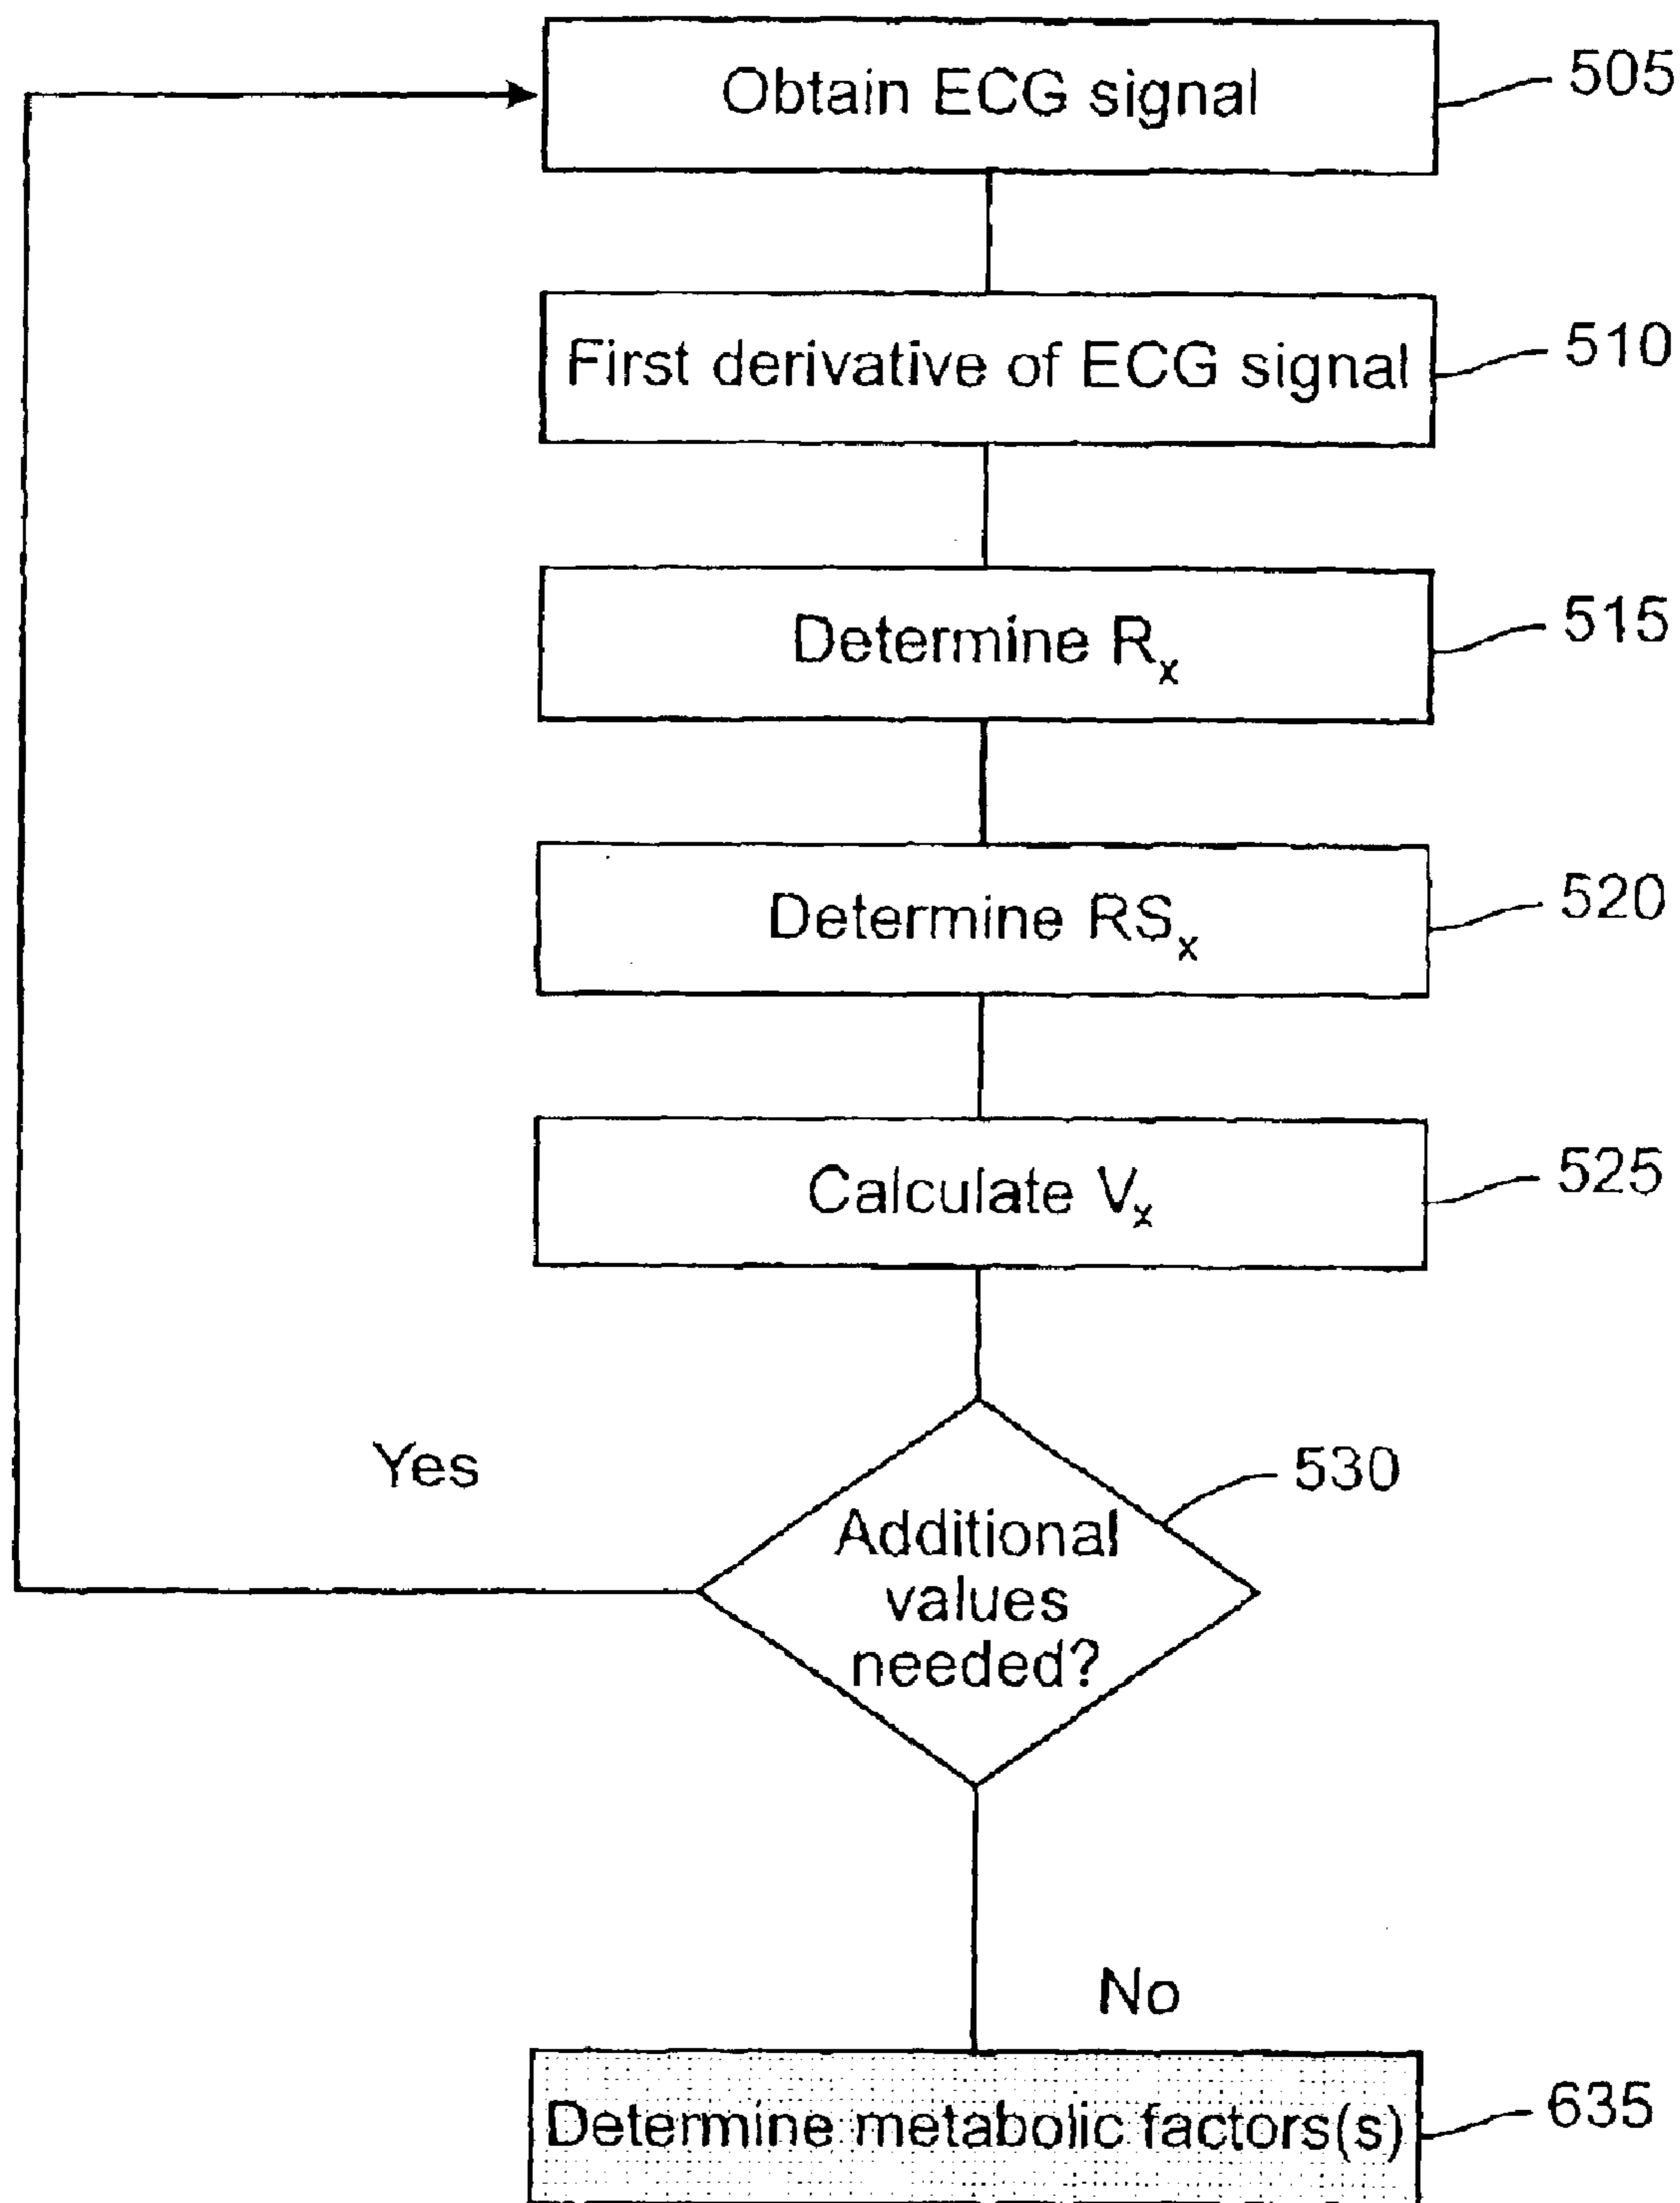 Obtain ECG signal
505
First derivative of ECG signal
510
Determine Rₓ
515
Determine RSₓ
520
Calculate Vₓ
525
Yes
530
Additional
values
needed?
No
Determine metabolic factors(s)
635